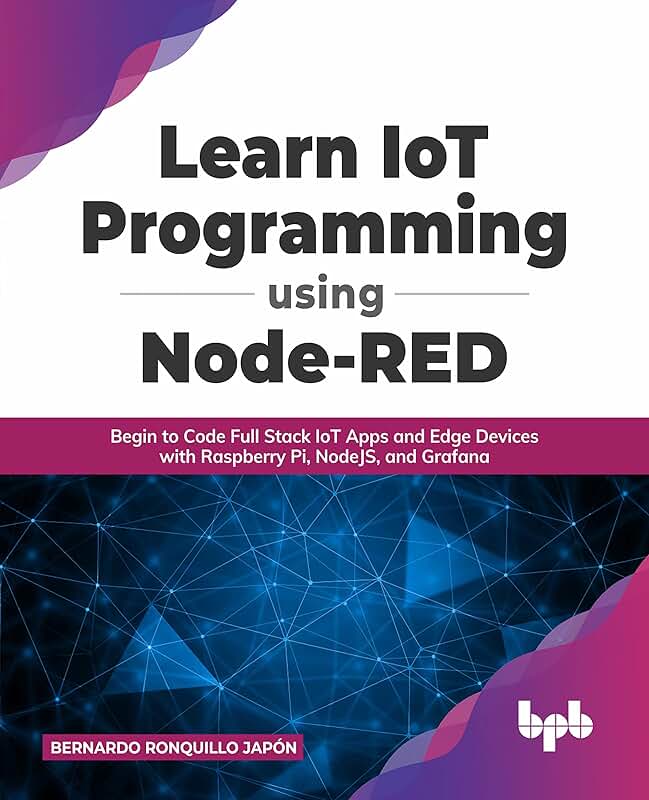 Learn IoT
Programming
using
Node-RED
Begin to Code Full Stack IoT Apps and Edge Devices
with Raspberry Pi, NodeJS, and Grafana
BERNARDO RONQUILLO JAPÓN
bpb